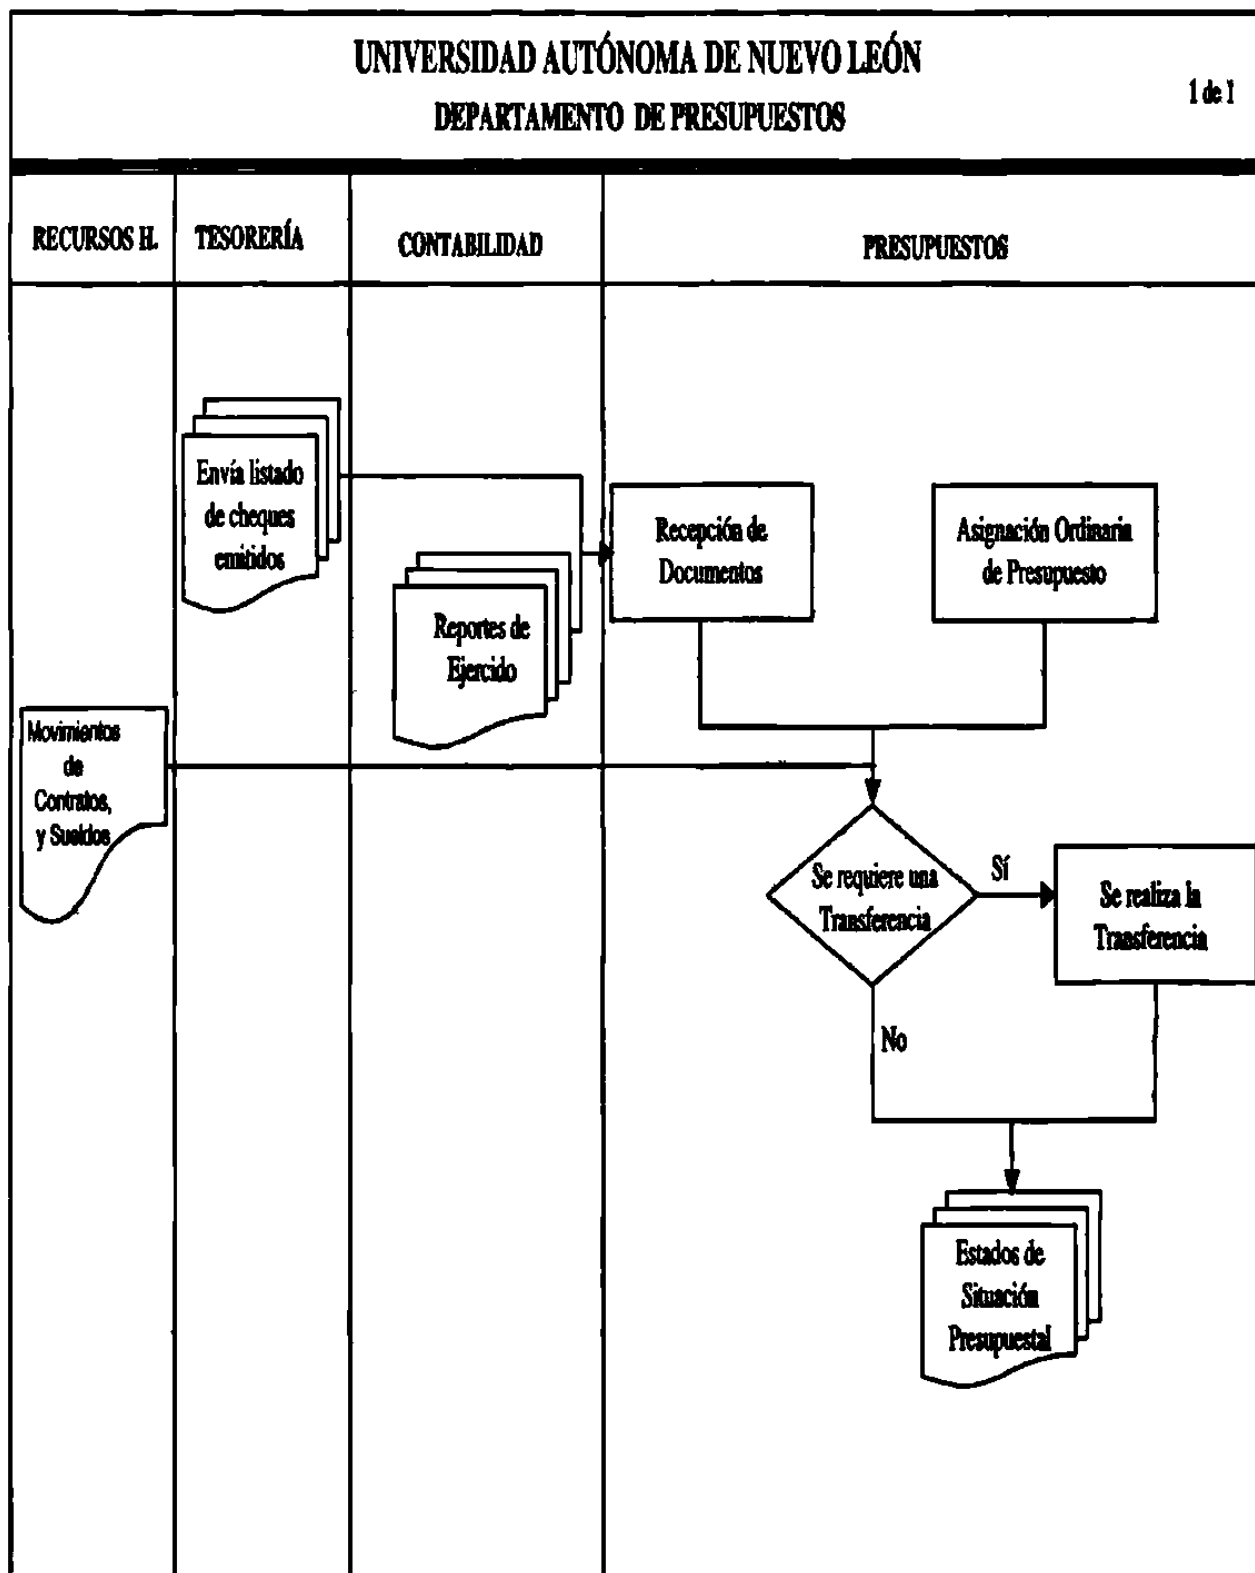 UNIVERSIDAD AUTÓNOMA DE NUEVO LEÓN
DEPARTAMENTO DE PRESUPUESTOS
1 de 1
RECURSOS H.
TESORERÍA
CONTABILIDAD
PRESUPUESTOS
Envía listado
de cheques
emitidos
Recepción de
Documentos
Asignación Ordinaria
de Presupuesto
Reportes de
Ejercido
Movimientos
de
Contratos,
y Sueldos
Se requiere una
Transferencia
Sí
Se realiza la
Transferencia
No
Estados de
Situación
Presupuestal